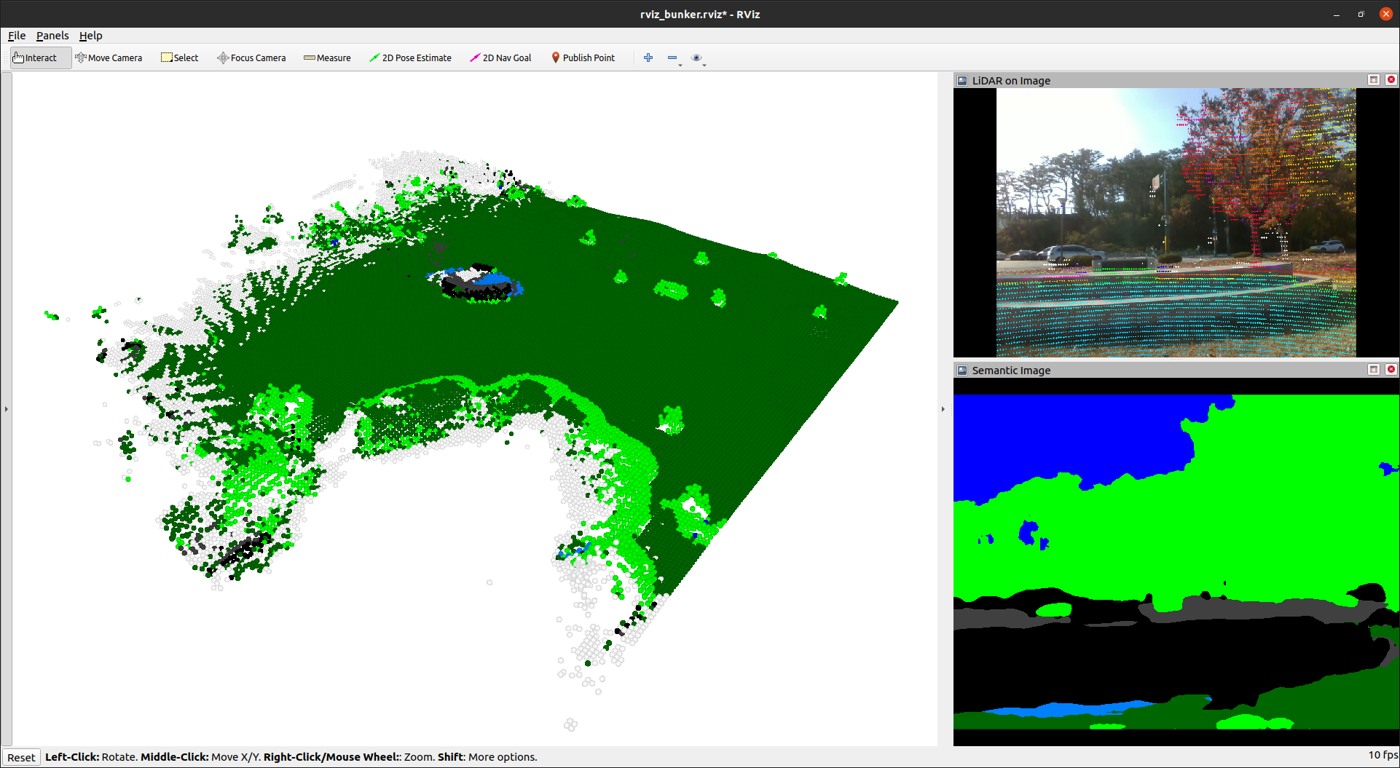 rviz_bunker.rviz* - RViz
File Panels Help
Interact Move Camera Select Focus Camera Measure 2D Pose Estimate 2D Nav Goal Publish Point
LiDAR on Image
Semantic Image
Reset Left-Click: Rotate. Middle-Click: Move X/Y. Right-Click/Mouse Wheel:: Zoom. Shift: More options.
10 fps